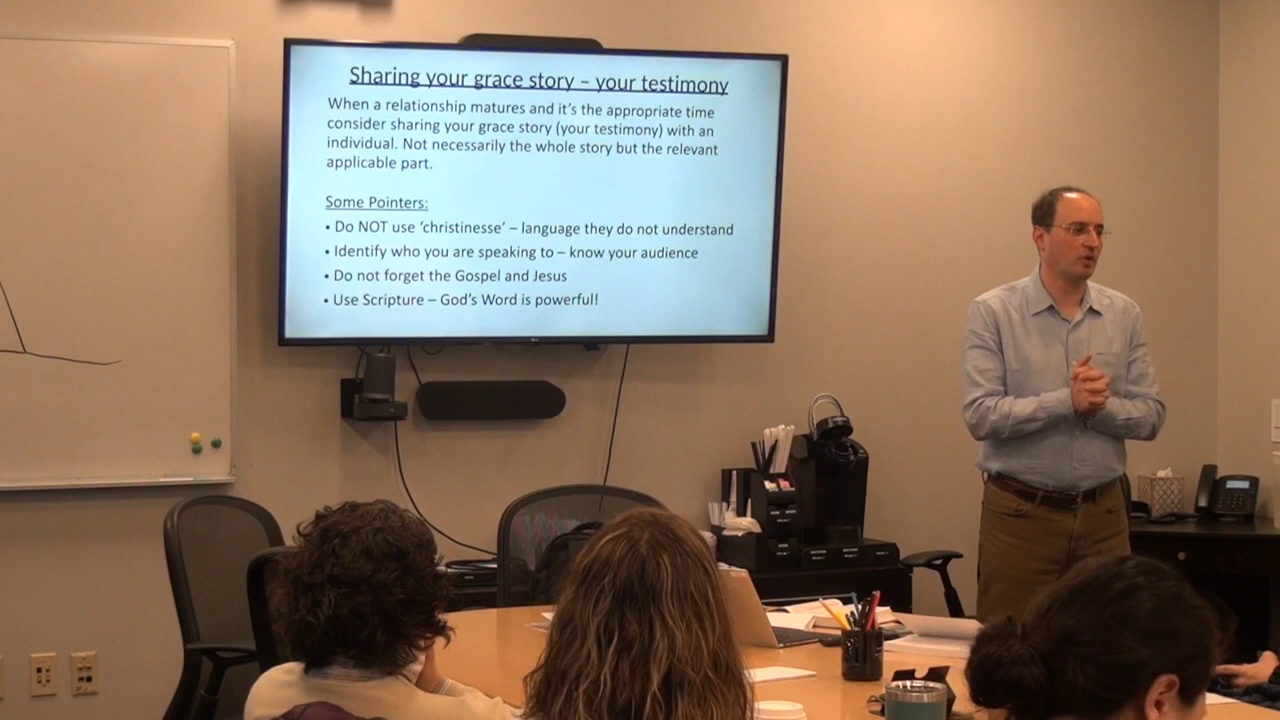 Sharing your grace story – your testimony
When a relationship matures and it's the appropriate time
consider sharing your grace story (your testimony) with an
individual. Not necessarily the whole story but the relevant
applicable part.
Some Pointers:
• Do NOT use 'christinesse' – language they do not understand
• Identify who you are speaking to – know your audience
• Do not forget the Gospel and Jesus
• Use Scripture – God's Word is powerful!
LG